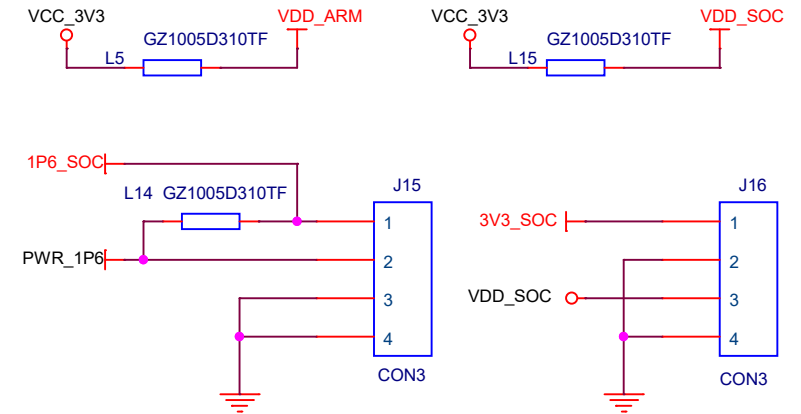 VCC_3V3 VDD_ARM VCC_3V3 VDD_SOC
GZ1005D310TF GZ1005D310TF
L5 L15
1P6_SOC
L14 GZ1005D310TF J15 J16
1 3V3_SOC 1
PWR_1P6 2 2
3 VDD_SOC 3
4 4
CON3 CON3